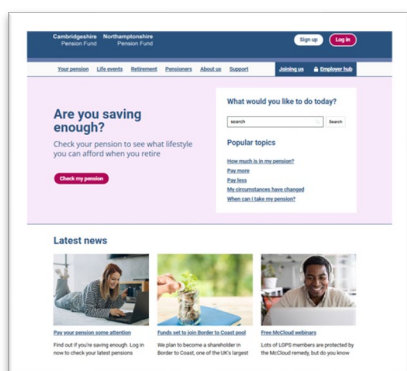 Cambridgeshire Northamptonshire
Pension Fund Pension Fund
Sign up Log in
Your pension Life events Retirement Pensioners About us Support Joining us Employer hub
Are you saving
enough?
Check your pension to see what lifestyle
you can afford when you retire
Check my pension
What would you like to do today?
search Search
Popular topics
How much is in my pension?
Pay more
Pay less
My circumstances have changed
When can I take my pension?
Latest news
Pay your pension some attention
Find out if you're saving enough. Log in
now to check your latest pensions
Funds set to join Border to Coast pool
We plan to become a shareholder in
Border to Coast, one of the UK's largest
Free McCloud webinars
Lots of LGPS members are protected by
the McCloud remedy, but do you know